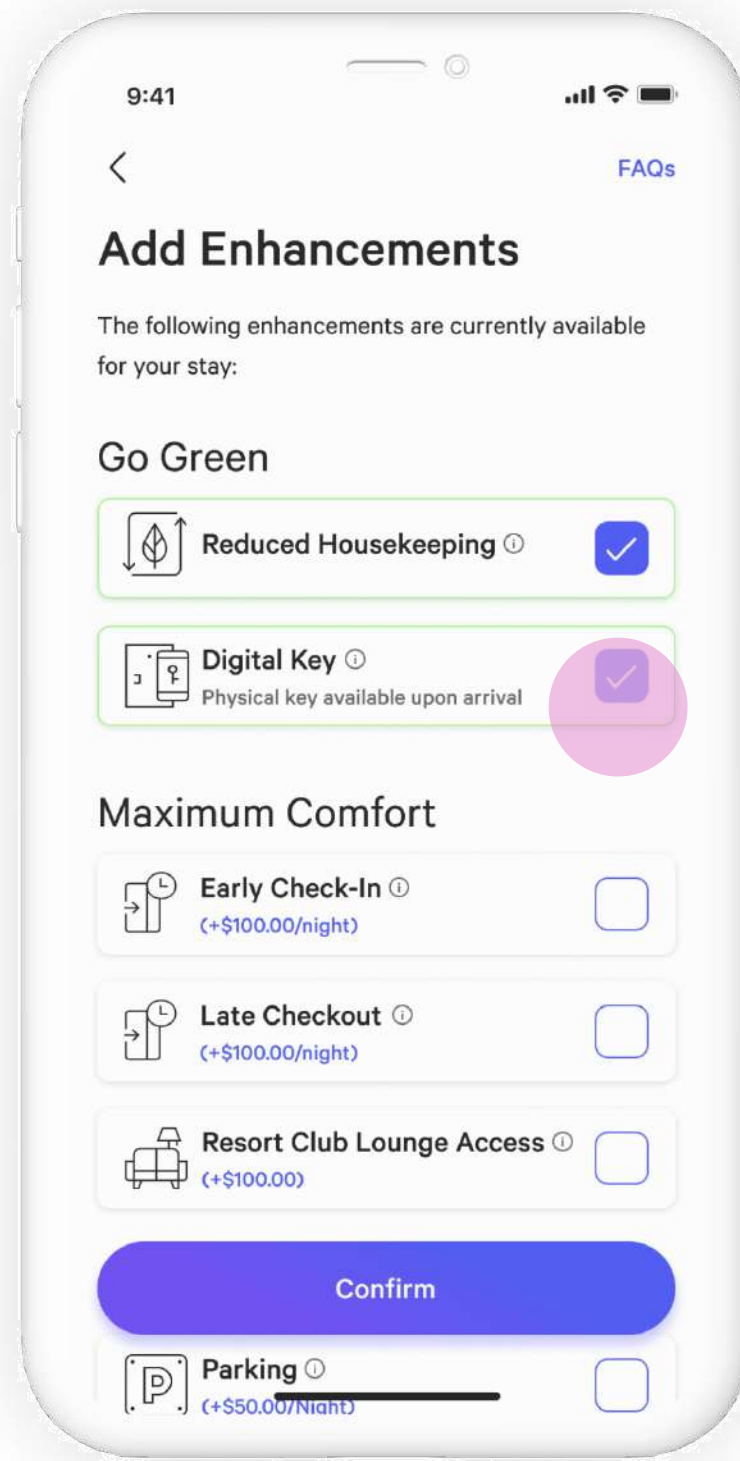 9:41
FAQs
Add Enhancements
The following enhancements are currently available
for your stay:
Go Green
Reduced Housekeeping
Digital Key
Physical key available upon arrival
Maximum Comfort
Early Check-In
(+$100.00/night)
Late Checkout
(+$100.00/night)
Resort Club Lounge Access
(+$100.00)
Confirm
P
Parking
(+$50.00/Night)